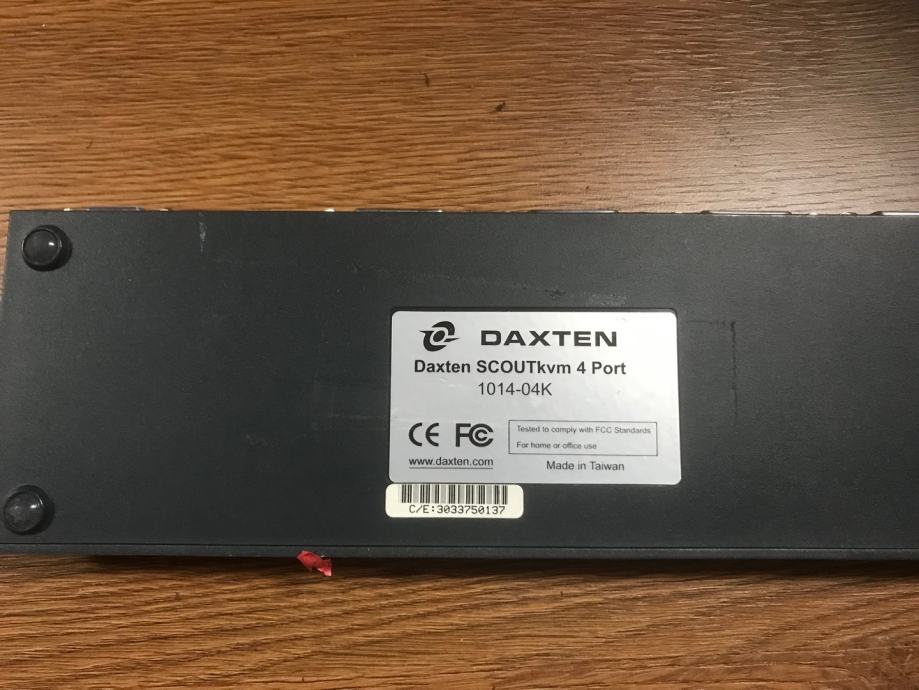 DAXTEN
Daxten SCOUTkvm 4 Port
1014-04K
CE FC
Tested to comply with FCC Standards
For home or office use
www.daxten.com
Made in Taiwan
C/E:3033750137